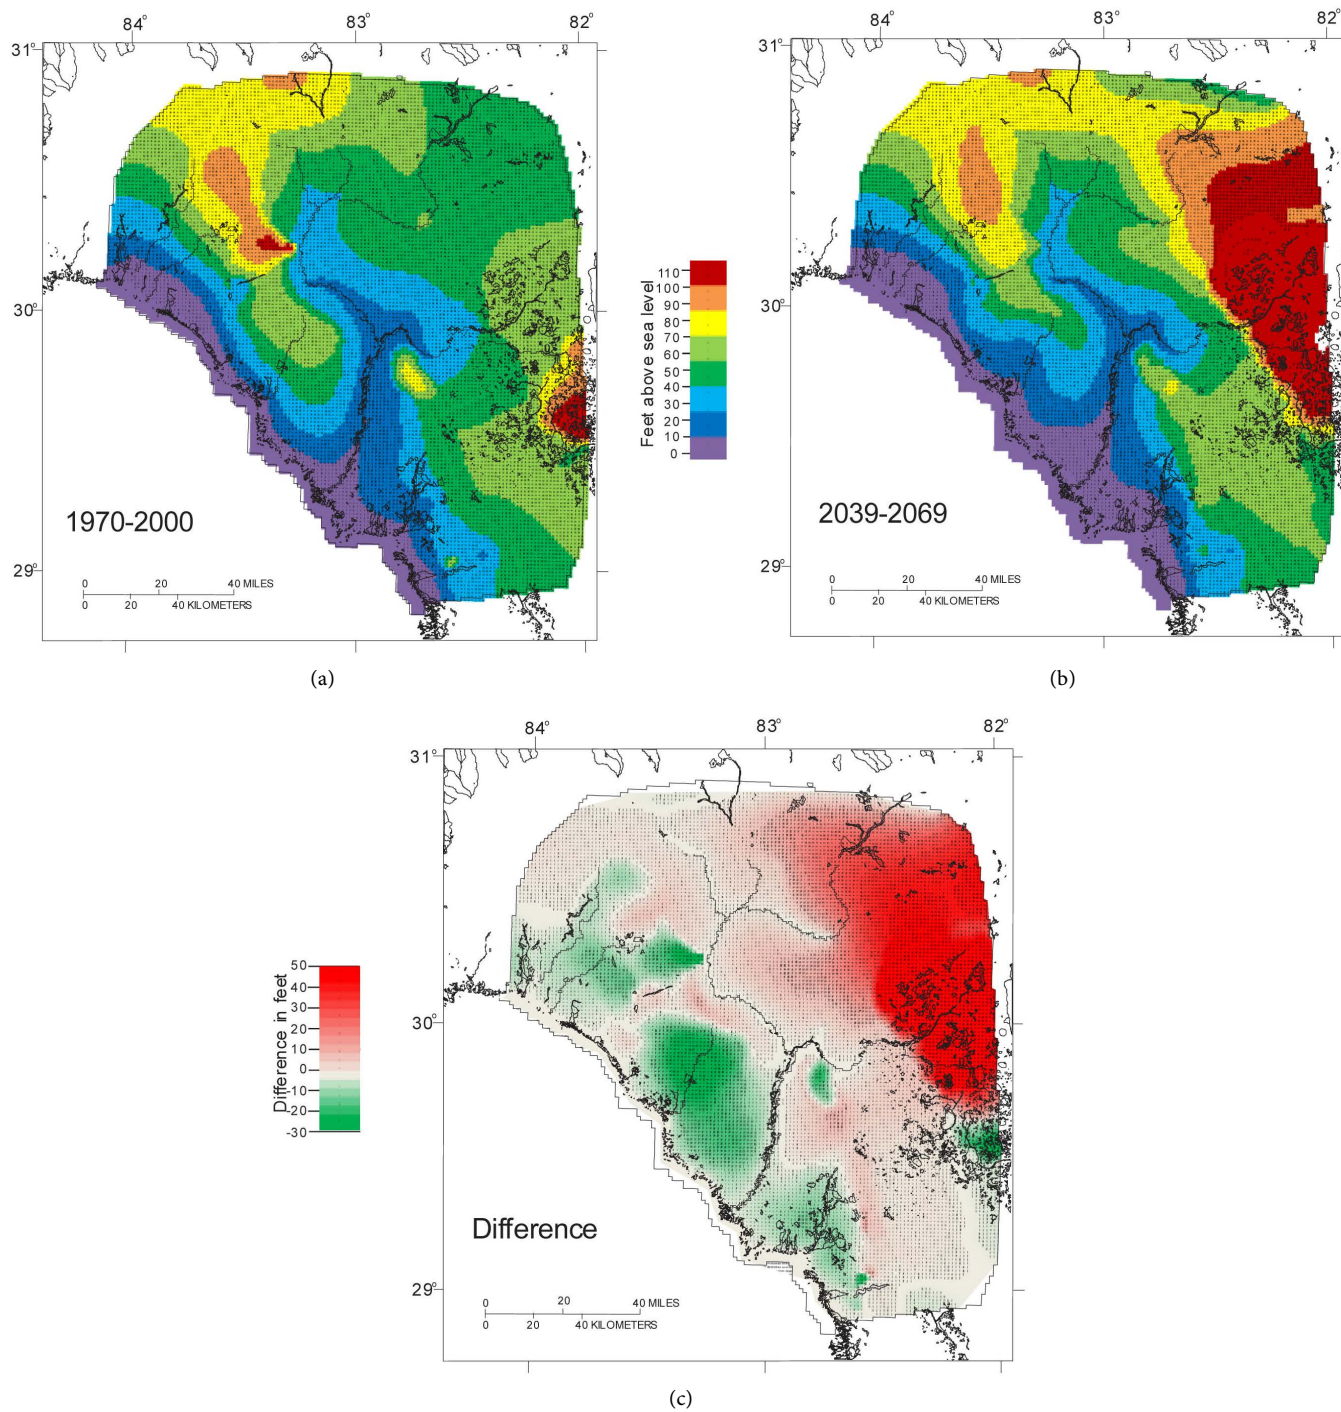 84° 83° 82°
31°
30°
29°
1970-2000
0 20 40 MILES
0 20 40 KILOMETERS
(a)
Feet above sea level
110
100
90
80
70
60
50
40
30
20
10
0
84° 83° 82°
31°
30°
29°
2039-2069
0 20 40 MILES
0 20 40 KILOMETERS
(b)
84° 83° 82°
31°
30°
29°
Difference in feet
50
40
30
20
10
0
-10
-20
-30
Difference
0 20 40 MILES
0 20 40 KILOMETERS
(c)